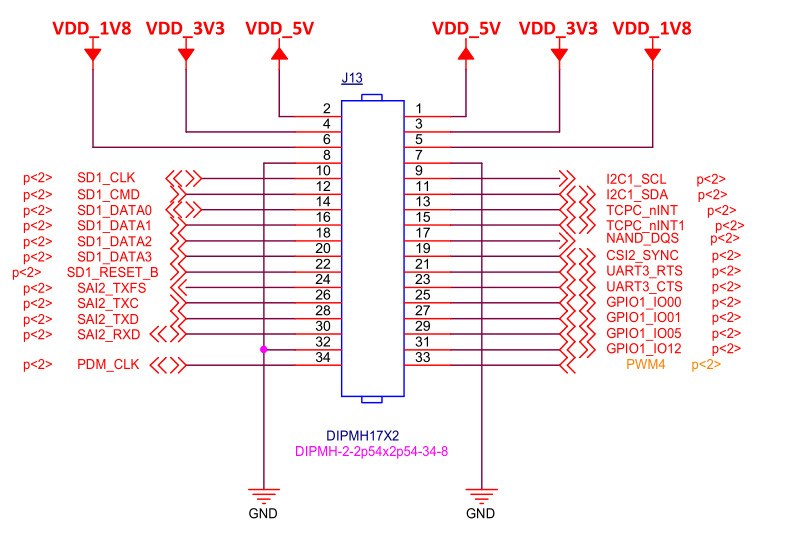 VDD_1V8 VDD_3V3 VDD_5V VDD_5V VDD_3V3 VDD_1V8
J13
2 1
4 3
6 5
8 7
p<2> SD1_CLK 10 9 I2C1_SCL p<2>
p<2> SD1_CMD 12 11 I2C1_SDA p<2>
p<2> SD1_DATA0 14 13 TCPC_nINT p<2>
p<2> SD1_DATA1 16 15 TCPC_nINT1 p<2>
p<2> SD1_DATA2 18 17 NAND_DQS p<2>
p<2> SD1_DATA3 20 19 CSI2_SYNC p<2>
p<2> SD1_RESET_B 22 21 UART3_RTS p<2>
p<2> SAI2_TXFS 24 23 UART3_CTS p<2>
p<2> SAI2_TXC 26 25 GPIO1_IO00 p<2>
p<2> SAI2_TXD 28 27 GPIO1_IO01 p<2>
p<2> SAI2_RXD 30 29 GPIO1_IO05 p<2>
32 31 GPIO1_IO12 p<2>
p<2> PDM_CLK 34 33 PWM4 p<2>
DIPMH17X2
DIPMH-2-2p54x2p54-34-8
GND GND